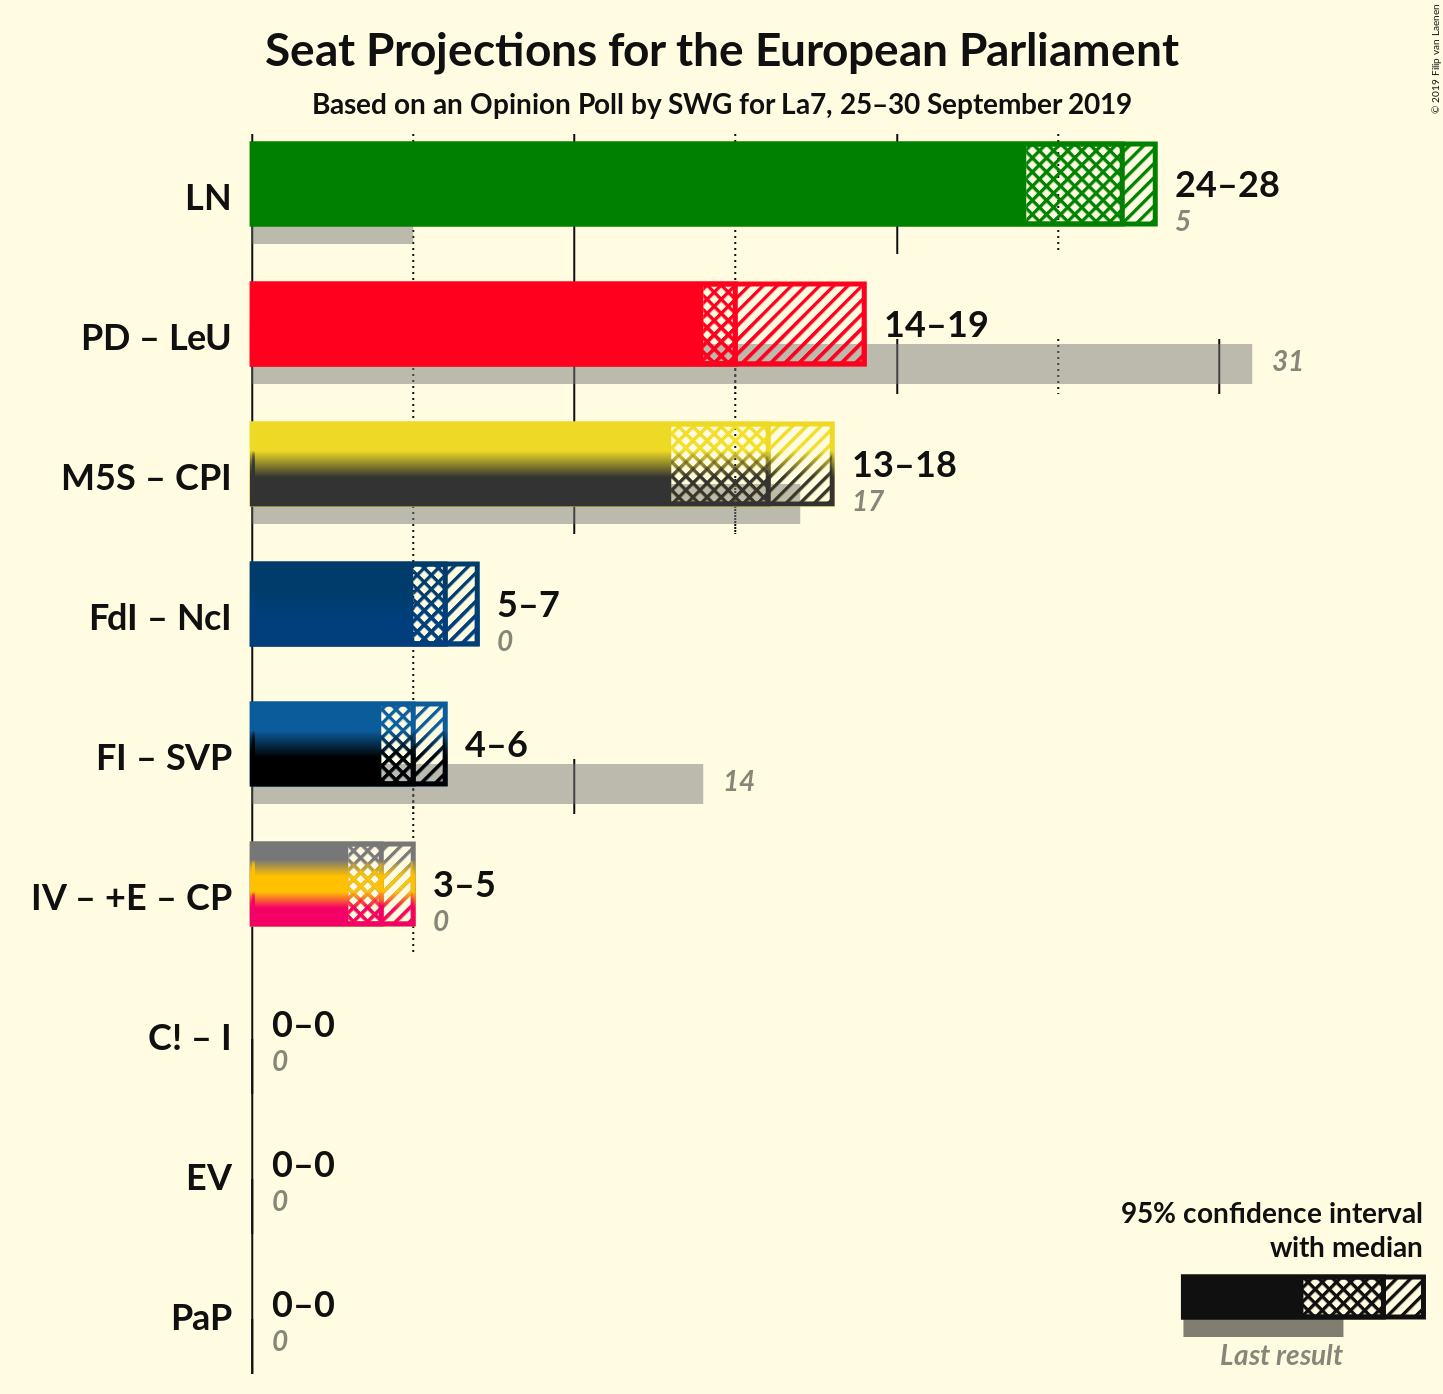 Seat Projections for the European Parliament
Based on an Opinion Poll by SWG for La7, 25–30 September 2019
© 2019 Filip van Laenen
LN
24–28
5
PD – LeU
14–19
31
M5S – CPI
13–18
17
FdI – NcI
5–7
0
FI – SVP
4–6
14
IV – +E – CP
3–5
0
C! – I
0–0
0
EV
0–0
0
PaP
0–0
0
95% confidence interval
with median
Last result